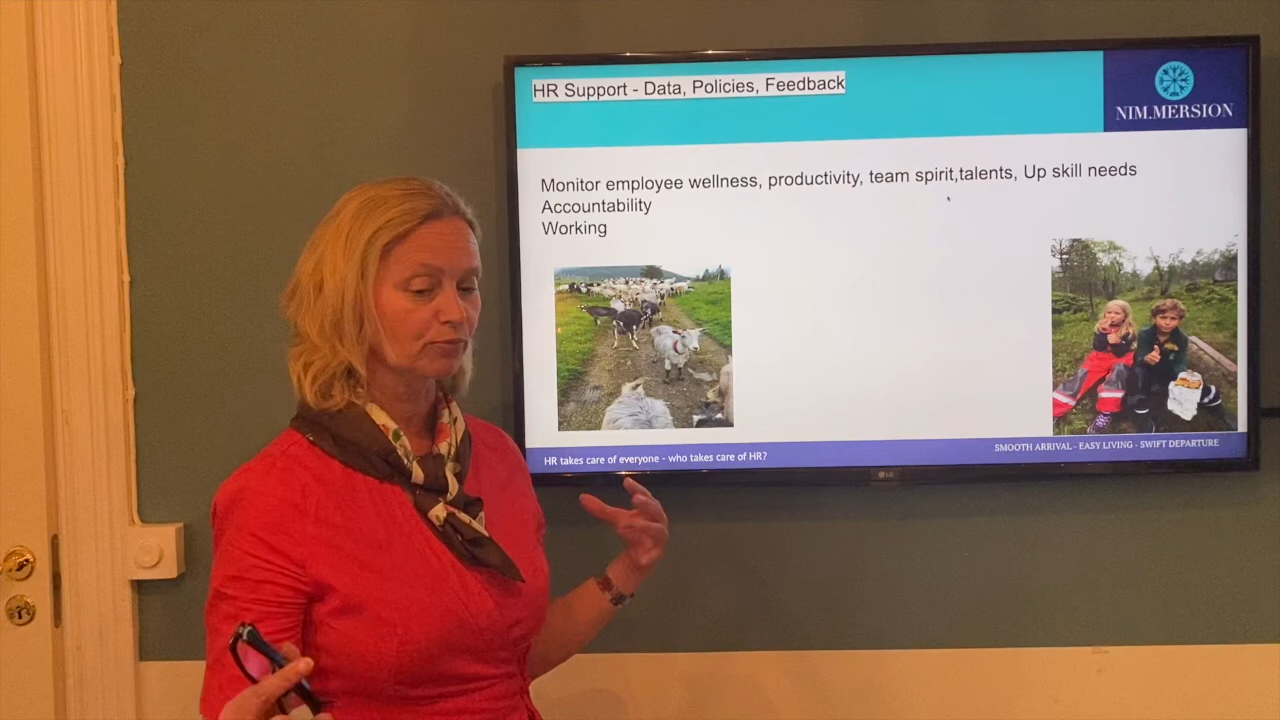 HR Support - Data, Policies, Feedback
NIM.MERSION
Monitor employee wellness, productivity, team spirit,talents, Up skill needs
Accountability
Working
HR takes care of everyone - who takes care of HR?
SMOOTH ARRIVAL - EASY LIVING - SWIFT DEPARTURE
LG